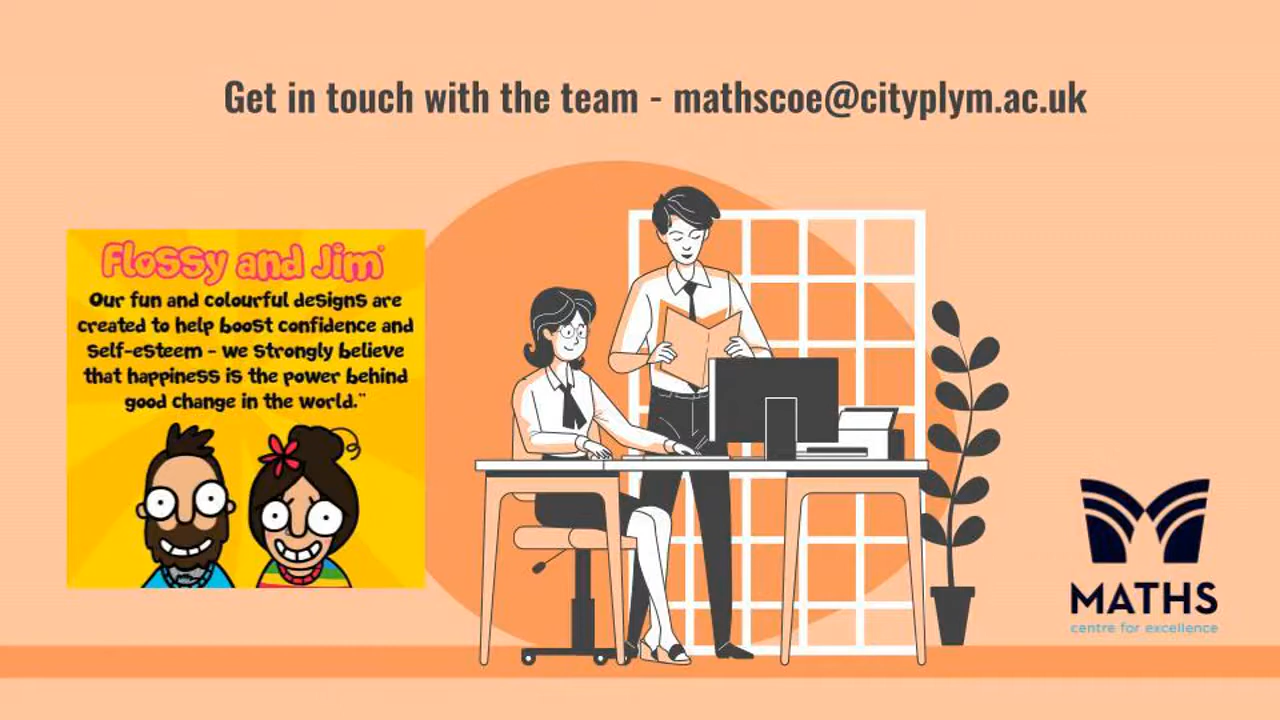 Get in touch with the team - mathscoe@cityplym.ac.uk
Flossy and Jim®
Our fun and colourful designs are
created to help boost confidence and
self-esteem - we strongly believe
that happiness is the power behind
good change in the world."
MATHS
centre for excellence